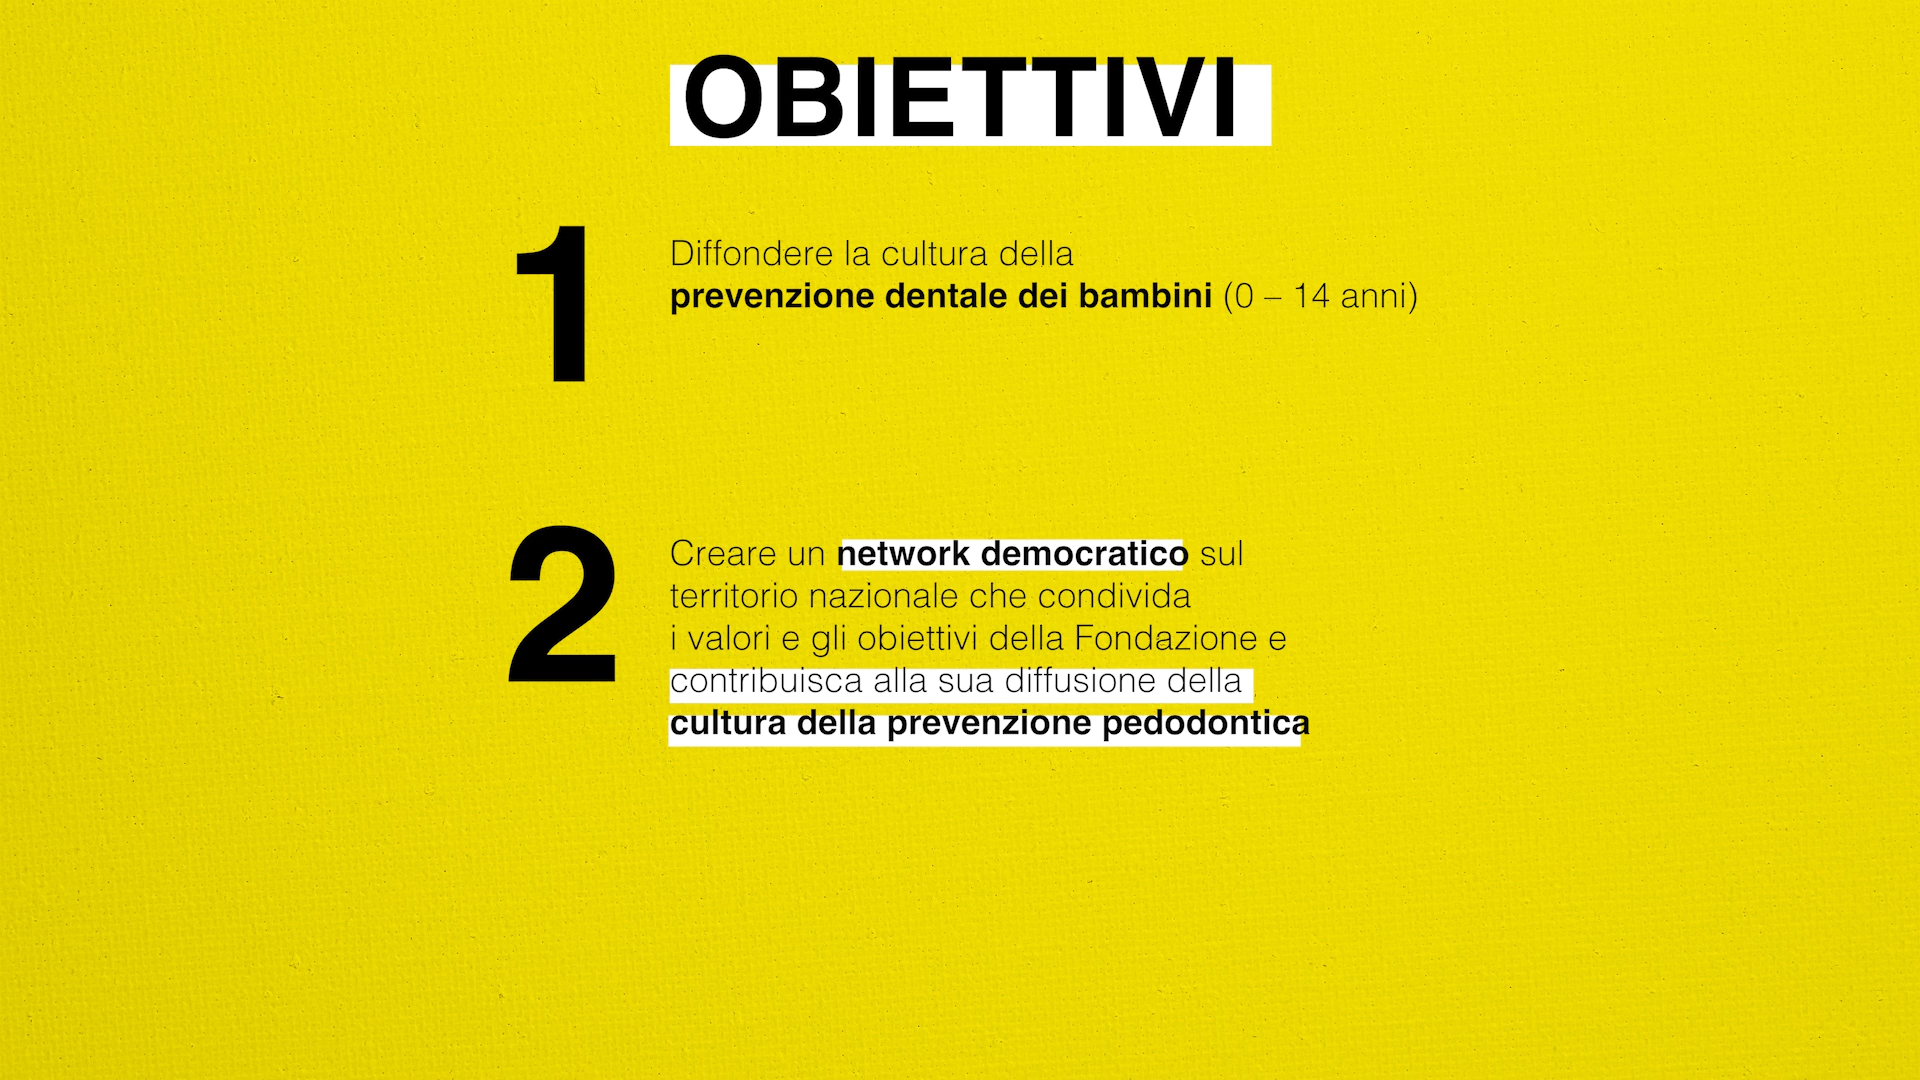 OBIETTIVI
1
Diffondere la cultura della
prevenzione dentale dei bambini (0 – 14 anni)
2
Creare un network democratico sul
territorio nazionale che condivida
i valori e gli obiettivi della Fondazione e
contribuisca alla sua diffusione della
cultura della prevenzione pedodontica